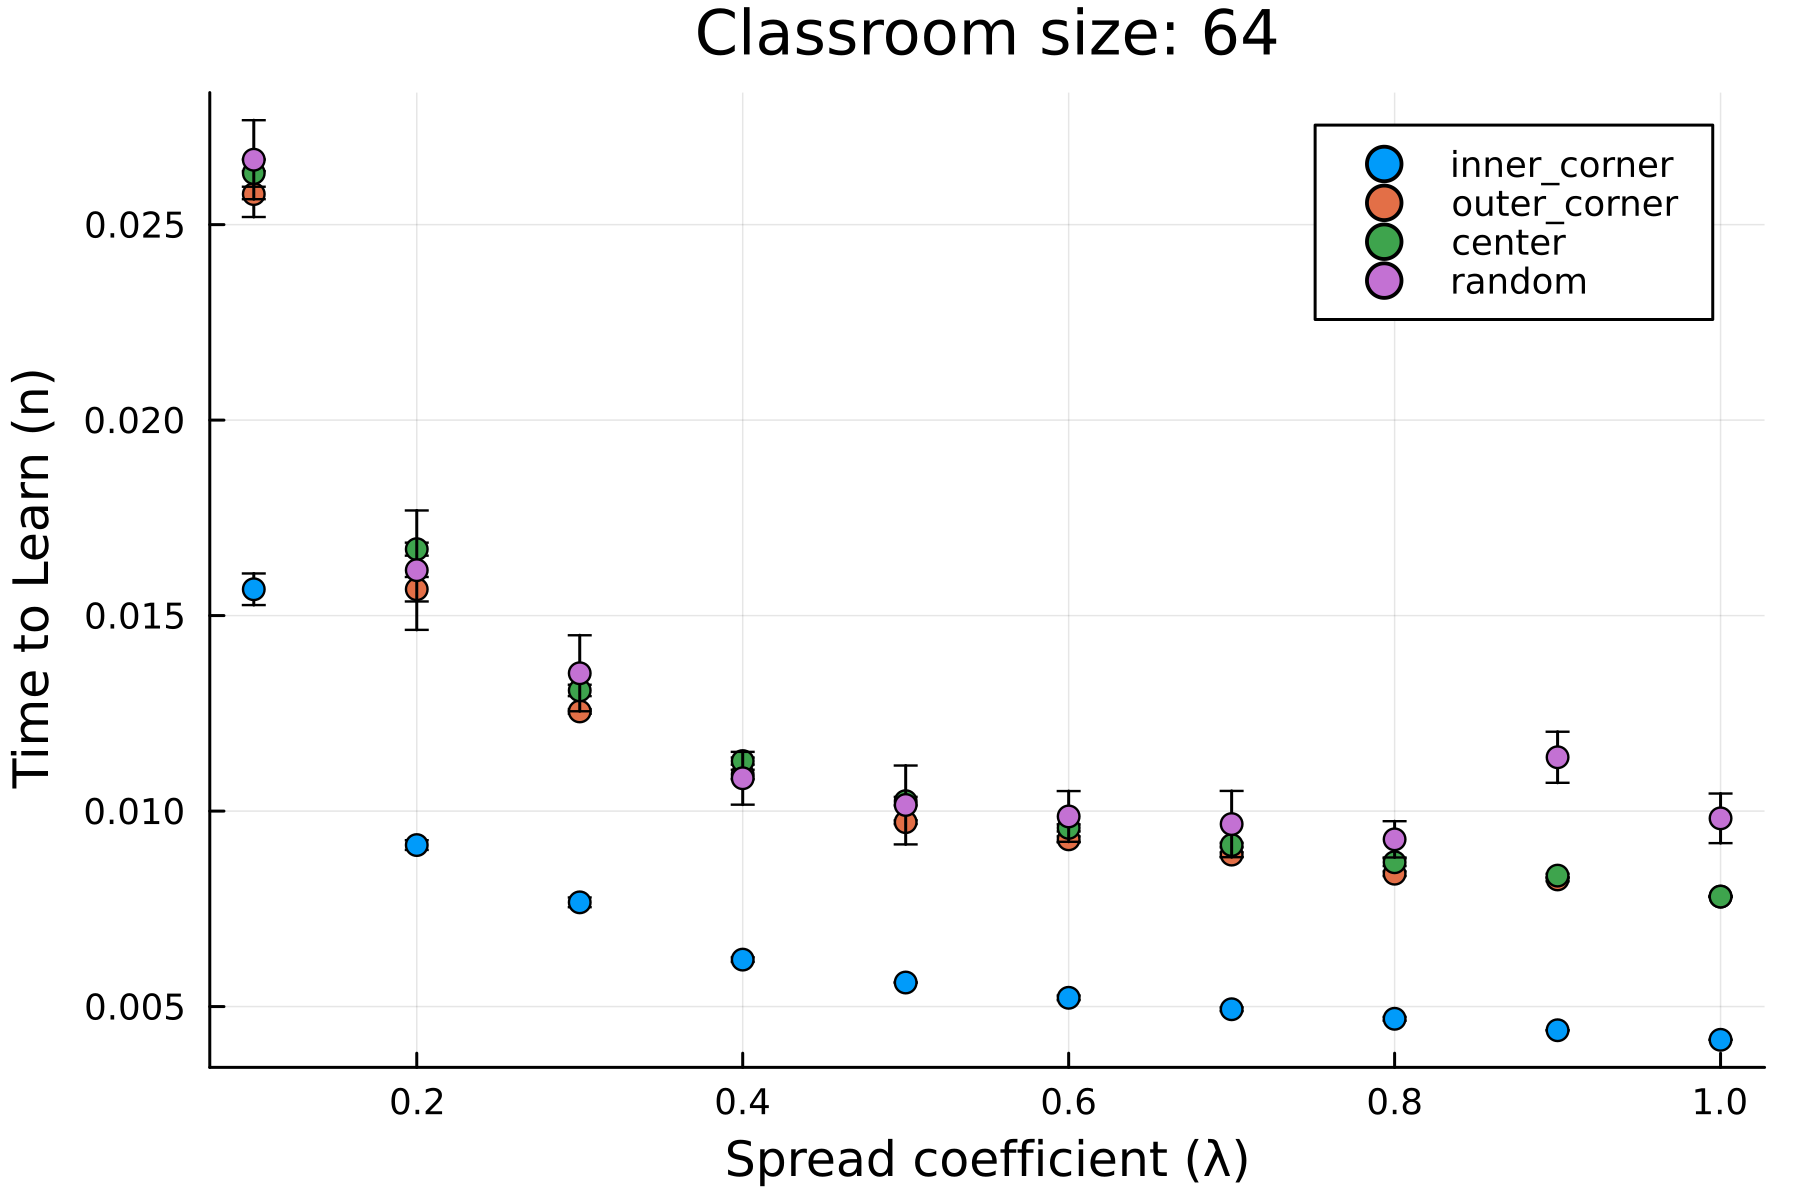 Classroom size: 64
inner_corner
outer_corner
center
random
Time to Learn (n)
0.025
0.020
0.015
0.010
0.005
0.2
0.4
0.6
0.8
1.0
Spread coefficient (λ)